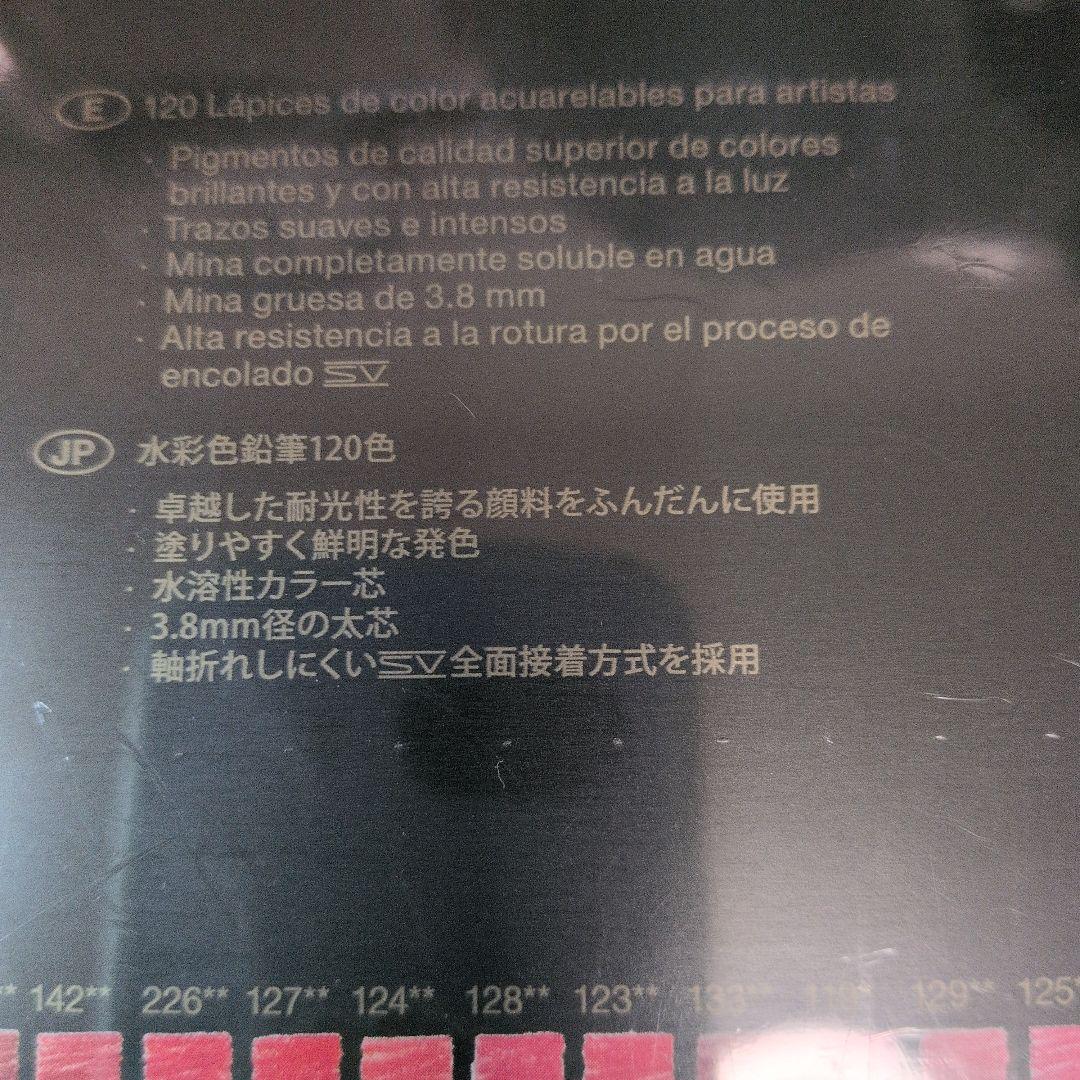 E 120 Lápices de color acuarelables para artistas
· Pigmentos de calidad superior de colores
brillantes y con alta resistencia a la luz
· Trazos suaves e intensos
· Mina completamente soluble en agua
· Mina gruesa de 3.8 mm
· Alta resistencia a la rotura por el proceso de
encolado SV
JP 水彩色鉛筆120色
· 卓越した耐光性を誇る顔料をふんだんに使用
· 塗りやすく鮮明な発色
· 水溶性カラー芯
· 3.8mm径の太芯
· 軸折れしにくいSV全面接着方式を採用
** 142** 226** 127** 124** 128** 123** 129** 125*